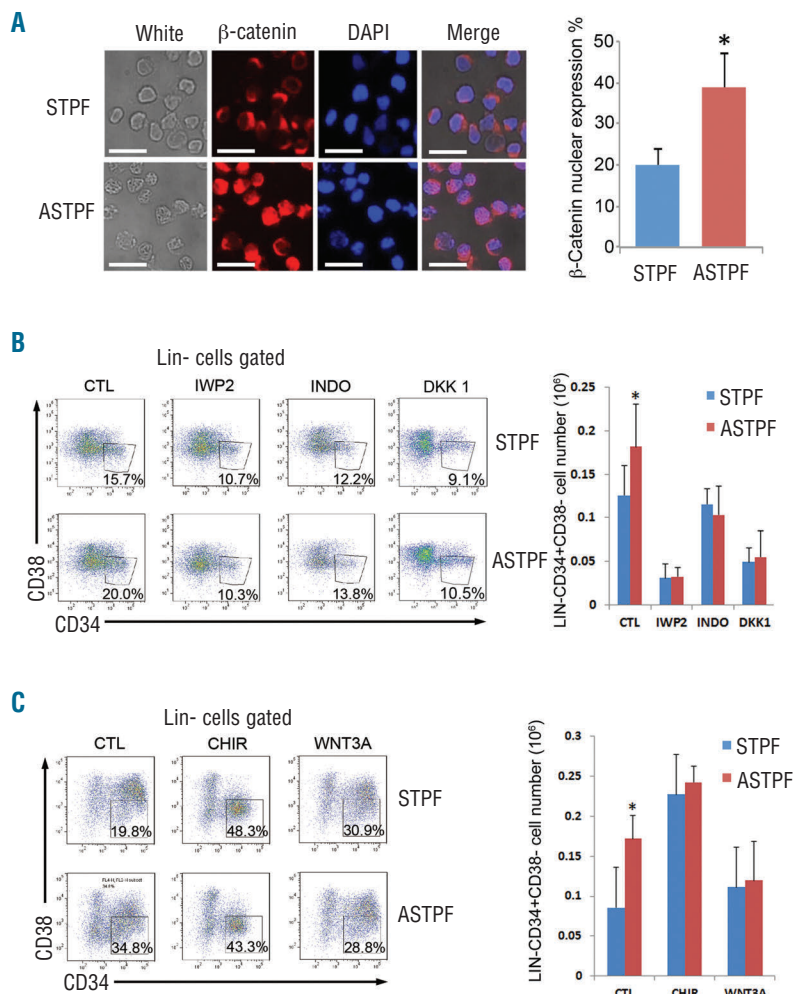 A
White β-catenin DAPI Merge
STPF
ASTPF
β-Catenin nuclear expression %
50
40
30
20
10
0
*
STPF ASTPF
B
Lin- cells gated
CTL IWP2 INDO DKK 1
15.7% 10.7% 12.2% 9.1%
STPF
20.0% 10.3% 13.8% 10.5%
ASTPF
CD38
CD34
LIN-CD34+CD38- cell number (10⁶)
0.25
0.2
0.15
0.1
0.05
0
*
STPF
ASTPF
CTL IWP2 INDO DKK1
C
Lin- cells gated
CTL CHIR WNT3A
19.8% 48.3% 30.9%
STPF
34.8% 43.3% 28.8%
ASTPF
CD38
CD34
LIN-CD34+CD38- cell number (10⁶)
0.3
0.25
0.2
0.15
0.1
0.05
0
*
STPF
ASTPF
CTL CHIR WNT3A